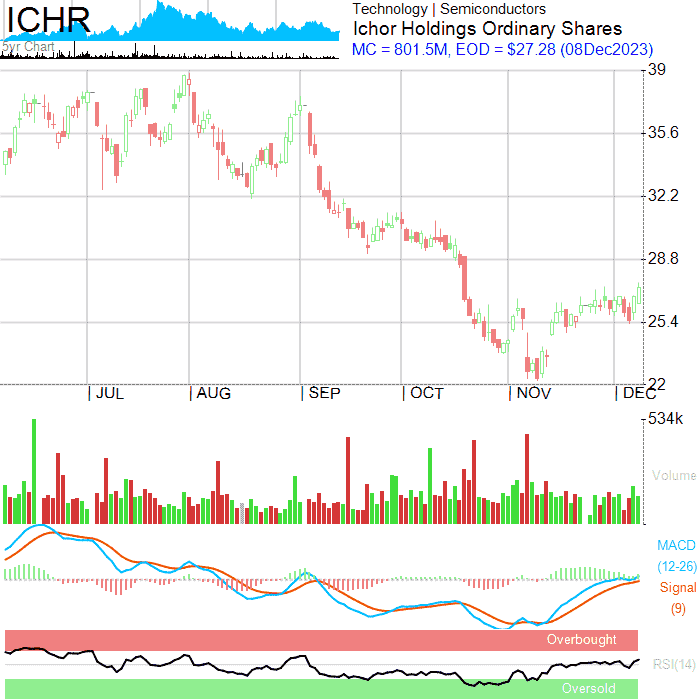 ICHR
5yr Chart
Technology | Semiconductors
Ichor Holdings Ordinary Shares
MC = 801.5M, EOD = $27.28 (08Dec2023)
39
35.6
32.2
28.8
25.4
22
| JUL | AUG | SEP | OCT | NOV | DEC
534k
Volume
MACD
(12-26)
Signal
(9)
Overbought
RSI(14)
Oversold